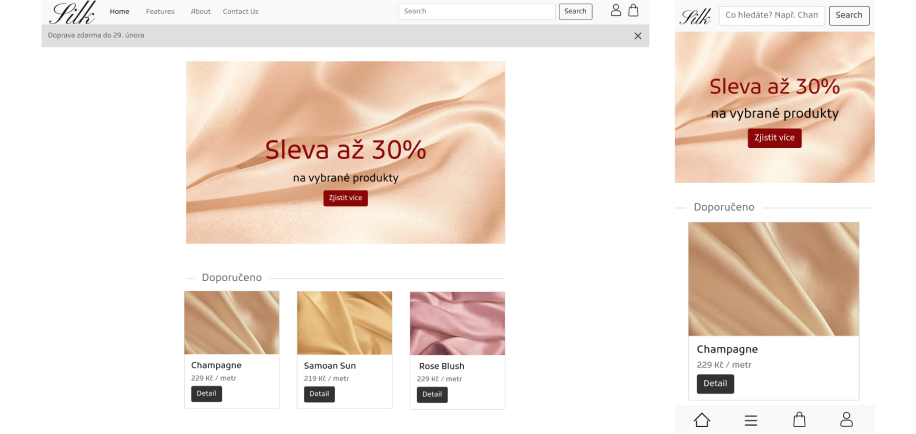 Silk Home Features About Contact Us Search Search
Doprava zdarma do 29. února
Sleva až 30%
na vybrané produkty
Zjistit více
Doporučeno
Champagne
229 Kč / metr
Detail
Samoan Sun
219 Kč / metr
Detail
Rose Blush
229 Kč / metr
Detail
Silk Co hledáte? Např. Cham Search
Sleva až 30%
na vybrané produkty
Zjistit více
Doporučeno
Champagne
229 Kč / metr
Detail